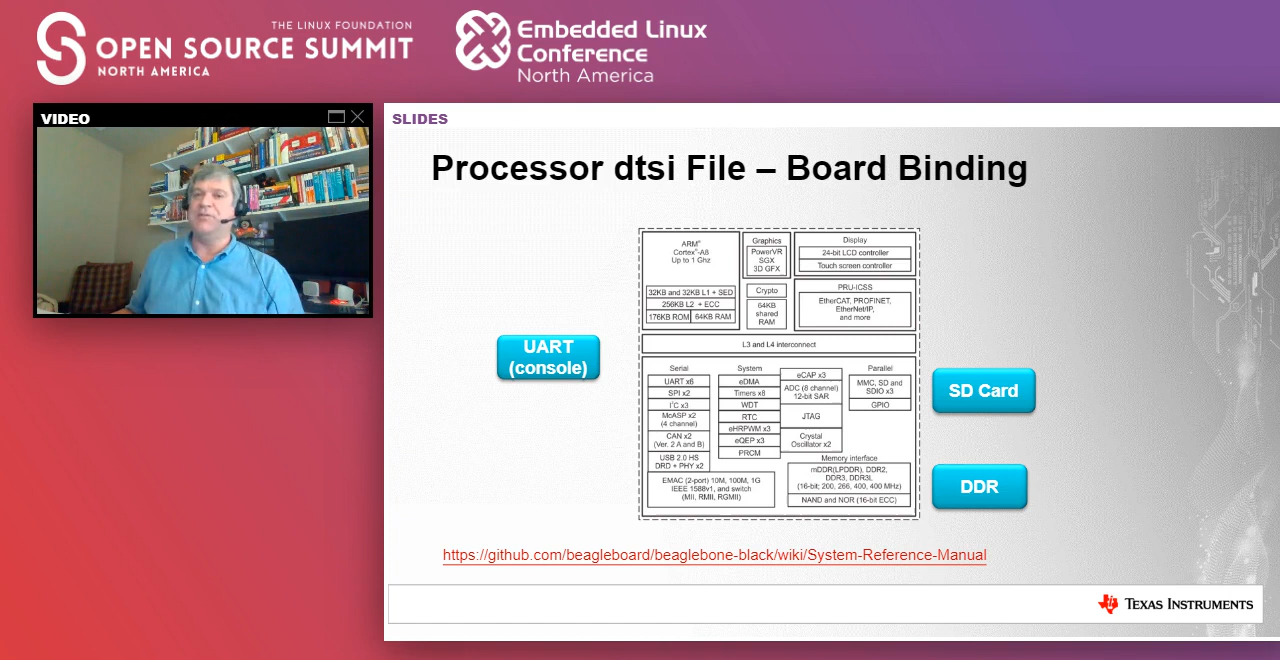 THE LINUX FOUNDATION
OPEN SOURCE SUMMIT
NORTH AMERICA
Embedded Linux
Conference
North America
VIDEO
SLIDES
Processor dtsi File – Board Binding
ARM®
Cortex®-A8
Up to 1 Ghz
32KB and 32KB L1 + SED
256KB L2 + ECC
176KB ROM
64KB RAM
Graphics
PowerVR
SGX
3D GFX
Crypto
64KB
shared
RAM
Display
24-bit LCD controller
Touch screen controller
PRU-ICSS
EtherCAT, PROFINET,
EtherNet/IP,
and more
L3 and L4 interconnect
UART
(console)
Serial
UART x6
SPI x2
I²C x3
McASP x2
(4 channel)
CAN x2
(Ver. 2 A and B)
USB 2.0 HS
DRD + PHY x2
EMAC (2-port) 10M, 100M, 1G
IEEE 1588v1, and switch
(MII, RMII, RGMII)
System
eDMA
Timers x8
WDT
RTC
eHRPWM x3
eQEP x3
PRCM
eCAP x3
ADC (8 channel)
12-bit SAR
JTAG
Crystal
Oscillator x2
Parallel
MMC, SD and
SDIO x3
GPIO
Memory interface
mDDR(LPDDR), DDR2,
DDR3, DDR3L
(16-bit; 200, 266, 400, 400 MHz)
NAND and NOR (16-bit ECC)
SD Card
DDR
https://github.com/beagleboard/beaglebone-black/wiki/System-Reference-Manual
TEXAS INSTRUMENTS